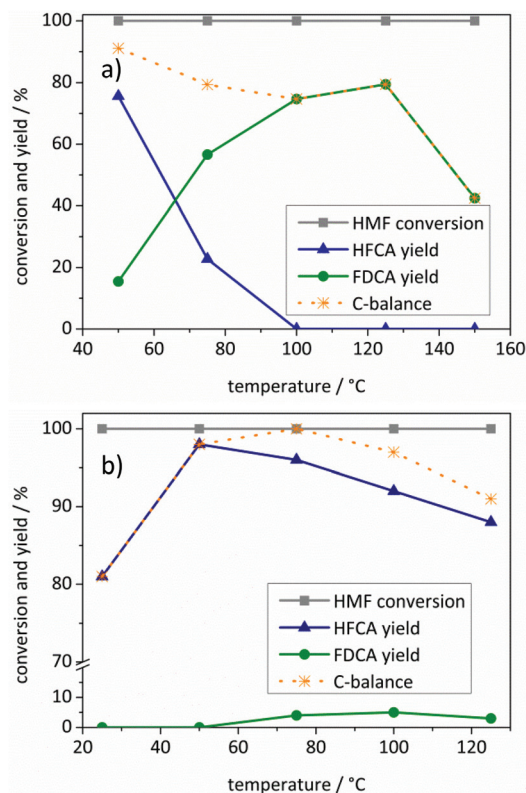 100
80
60
40
20
0
a)
conversion and yield / %
HMF conversion
HFCA yield
FDCA yield
C-balance
40 60 80 100 120 140 160
temperature / °C
100
90
80
70
10
5
0
b)
conversion and yield / %
HMF conversion
HFCA yield
FDCA yield
C-balance
20 40 60 80 100 120
temperature / °C